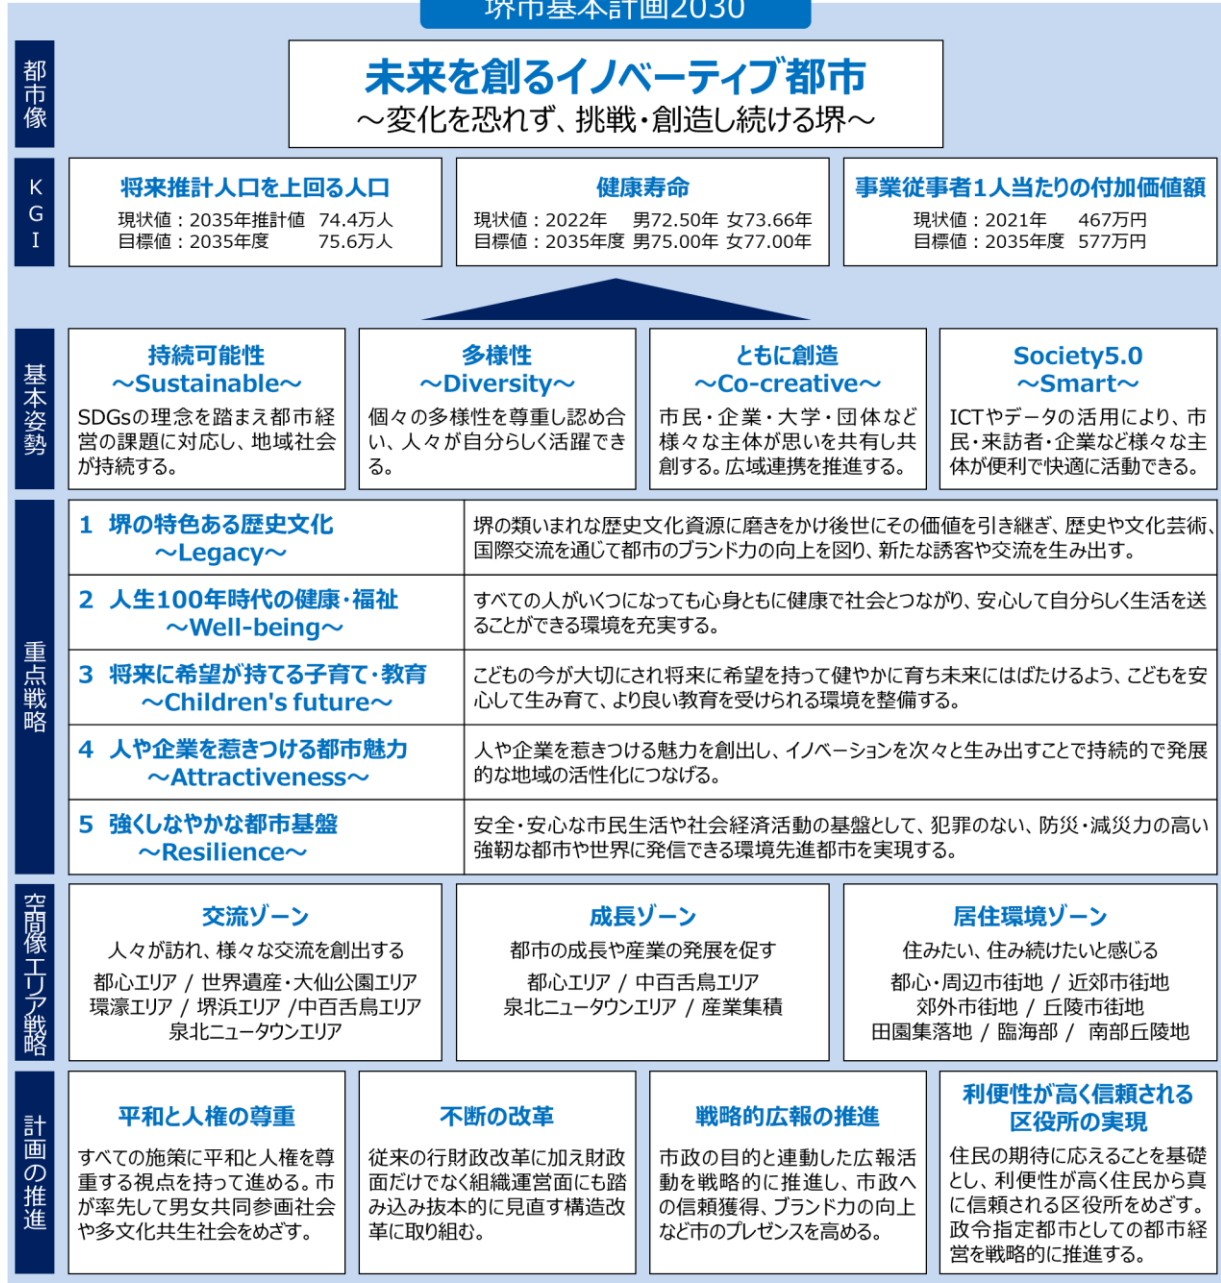 堺市基本計画2030
都市像
未来を創るイノベーティブ都市
～変化を恐れず、挑戦・創造し続ける堺～
KGI
将来推計人口を上回る人口
現状値：2035年推計値 74.4万人
目標値：2035年度 75.6万人
健康寿命
現状値：2022年 男72.50年 女73.66年
目標値：2035年度 男75.00年 女77.00年
事業従事者1人当たりの付加価値額
現状値：2021年 467万円
目標値：2035年度 577万円
基本姿勢
持続可能性
～Sustainable～
SDGsの理念を踏まえ都市経
営の課題に対応し、地域社会
が持続する。
多様性
～Diversity～
個々の多様性を尊重し認め合
い、人々が自分らしく活躍でき
る。
ともに創造
～Co-creative～
市民・企業・大学・団体など
様々な主体が思いを共有し共
創する。広域連携を推進する。
Society5.0
～Smart～
ICTやデータの活用により、市
民・来訪者・企業など様々な主
体が便利で快適に活動できる。
重点戦略
1 堺の特色ある歴史文化
～Legacy～
堺の類いまれな歴史文化資源に磨きをかけ後世にその価値を引き継ぎ、歴史や文化芸術、
国際交流を通じて都市のブランド力の向上を図り、新たな誘客や交流を生み出す。
2 人生100年時代の健康・福祉
～Well-being～
すべての人がいくつになっても心身ともに健康で社会とつながり、安心して自分らしく生活を送
ることができる環境を充実する。
3 将来に希望が持てる子育て・教育
～Children's future～
こどもの今が大切にされ将来に希望を持って健やかに育ち未来にはばたけるよう、こどもを安
心して生み育て、より良い教育を受けられる環境を整備する。
4 人や企業を惹きつける都市魅力
～Attractiveness～
人や企業を惹きつける魅力を創出し、イノベーションを次々と生み出すことで持続的で発展
的な地域の活性化につなげる。
5 強くしなやかな都市基盤
～Resilience～
安全・安心な市民生活や社会経済活動の基盤として、犯罪のない、防災・減災力の高い
強靭な都市や世界に発信できる環境先進都市を実現する。
空間像 エリア戦略
交流ゾーン
人々が訪れ、様々な交流を創出する
都心エリア / 世界遺産・大仙公園エリア
環濠エリア / 堺浜エリア /中百舌鳥エリア
泉北ニュータウンエリア
成長ゾーン
都市の成長や産業の発展を促す
都心エリア / 中百舌鳥エリア
泉北ニュータウンエリア / 産業集積
居住環境ゾーン
住みたい、住み続けたいと感じる
都心・周辺市街地 / 近郊市街地
郊外市街地 / 丘陵市街地
田園集落地 / 臨海部 / 南部丘陵地
計画の推進
平和と人権の尊重
すべての施策に平和と人権を尊
重する視点を持って進める。市
が率先して男女共同参画社会
や多文化共生社会をめざす。
不断の改革
従来の行財政改革に加え財政
面だけでなく組織運営面にも踏
み込み抜本的に見直す構造改
革に取り組む。
戦略的広報の推進
市政の目的と連動した広報活
動を戦略的に推進し、市政へ
の信頼獲得、ブランド力の向上
など市のプレゼンスを高める。
利便性が高く信頼される
区役所の実現
住民の期待に応えることを基礎
とし、利便性が高く住民から真
に信頼される区役所をめざす。
政令指定都市としての都市経
営を戦略的に推進する。